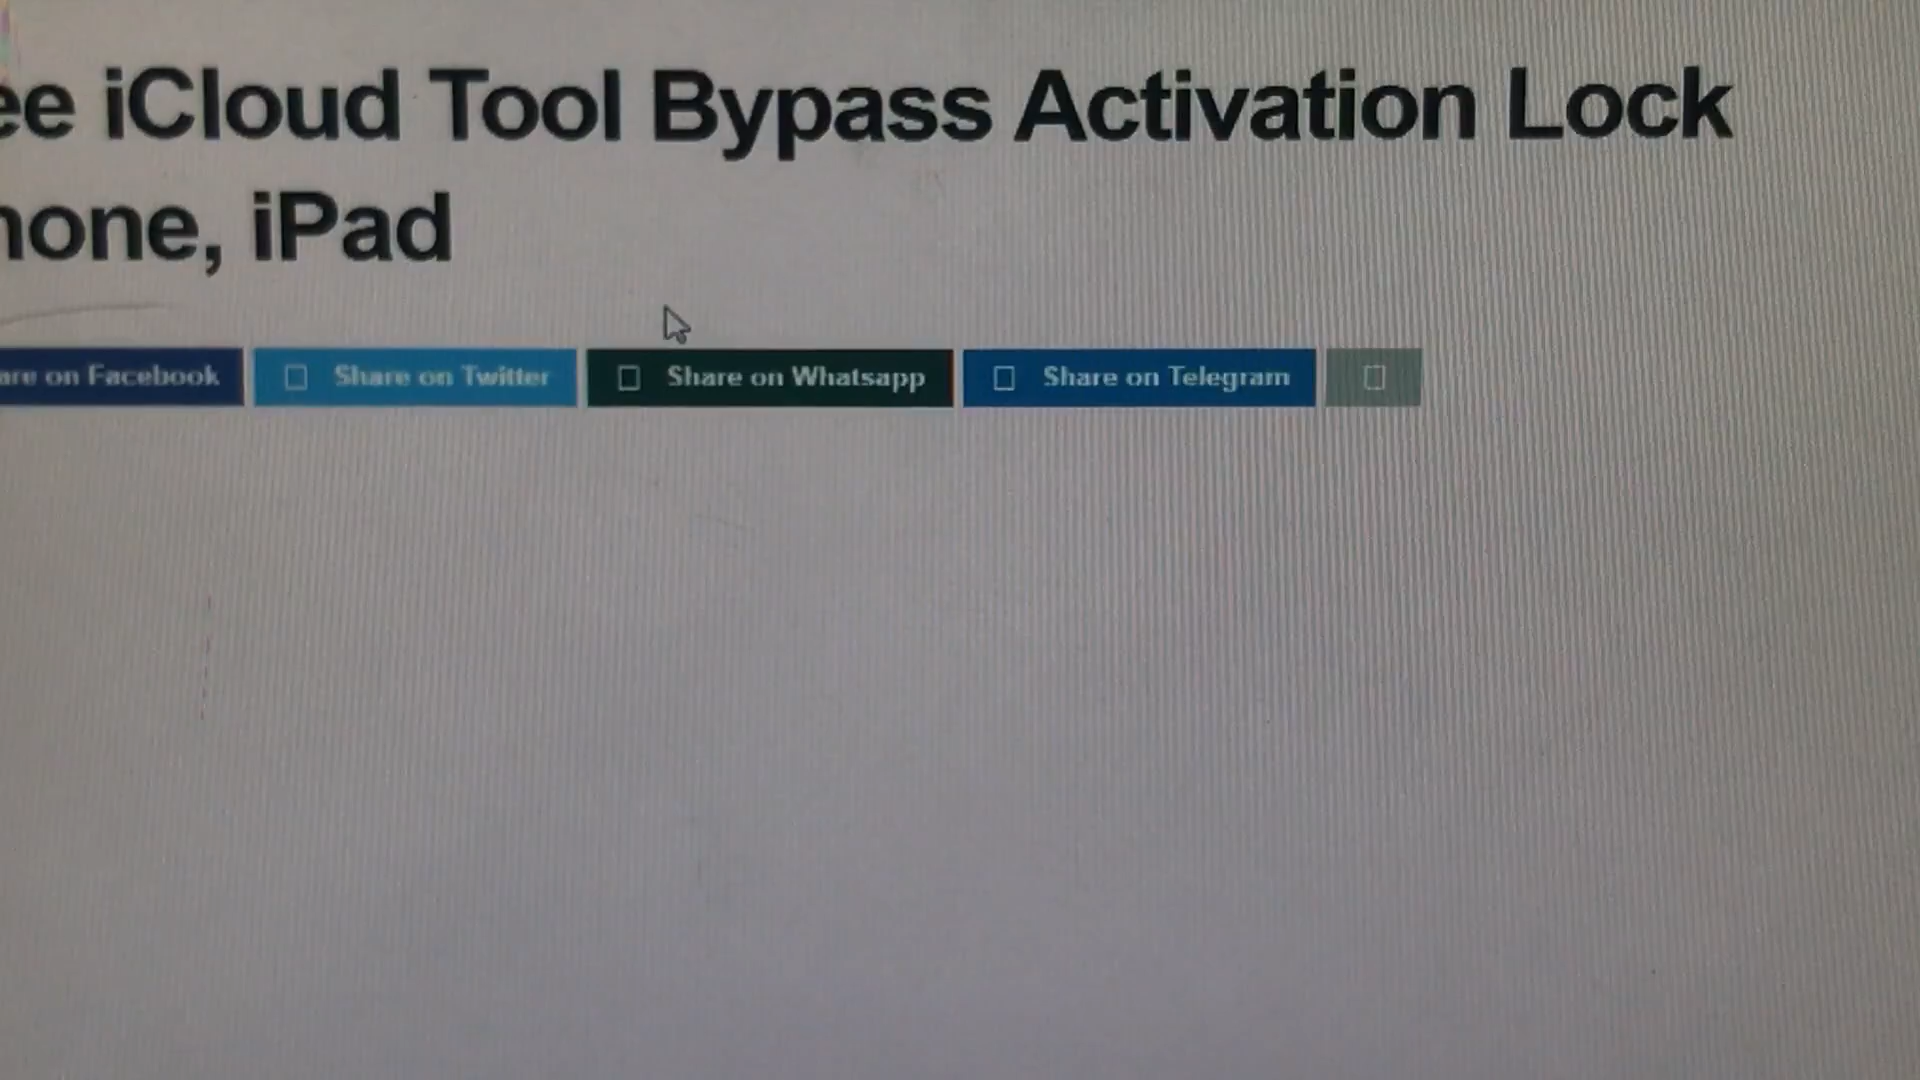 ee iCloud Tool Bypass Activation Lock
hone, iPad
are on Facebook Share on Twitter Share on Whatsapp Share on Telegram